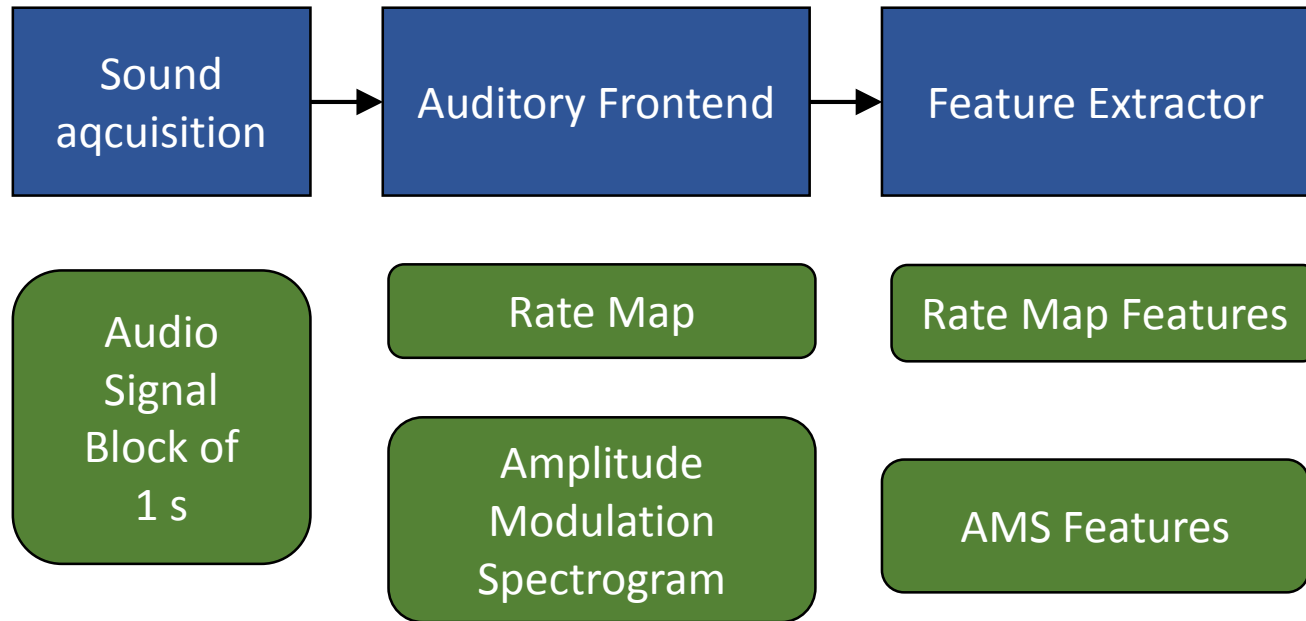 Sound
aqcuisition
Auditory Frontend
Feature Extractor
Audio
Signal
Block of
1 s
Rate Map
Amplitude
Modulation
Spectrogram
Rate Map Features
AMS Features